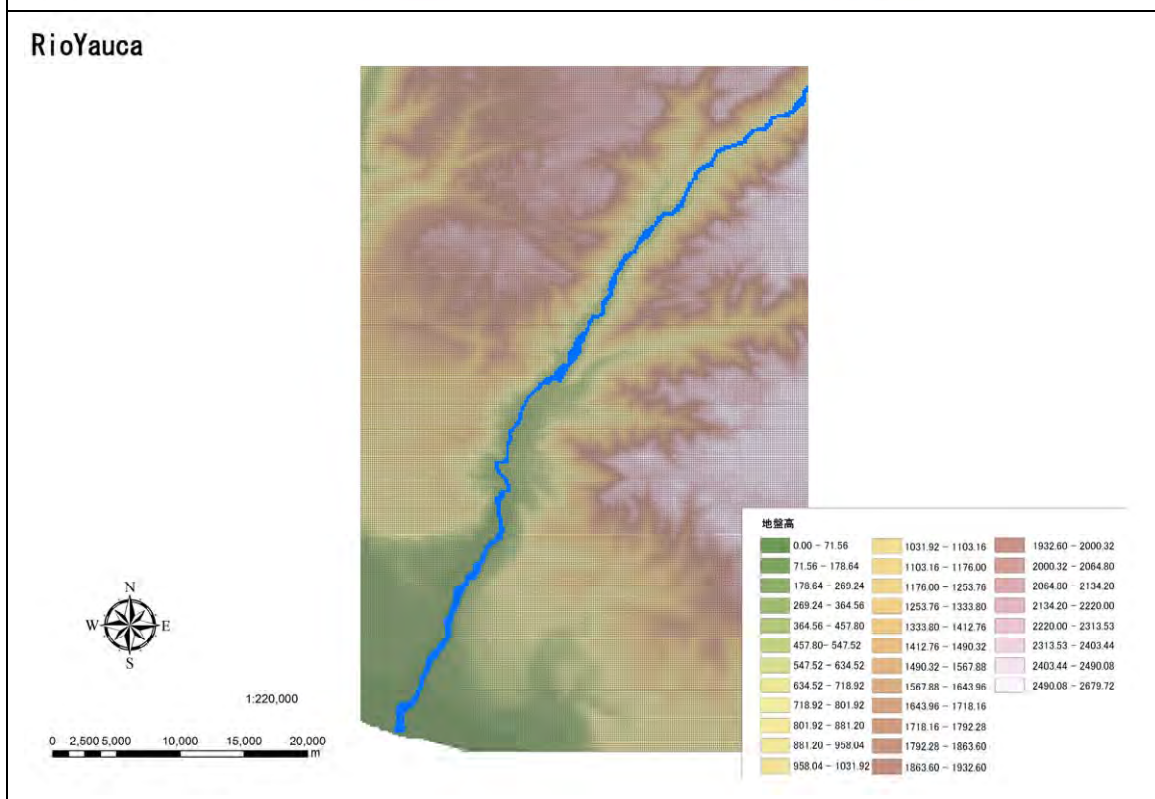 RioYauca
地盤高
0.00 - 71.56
71.56 - 178.64
178.64 - 269.24
269.24 - 364.56
364.56 - 457.80
457.80- 547.52
547.52 - 634.52
634.52 - 718.92
718.92 - 801.92
801.92 - 881.20
881.20 - 958.04
958.04 - 1031.92
1031.92 - 1103.16
1103.16 - 1176.00
1176.00 - 1253.76
1253.76 - 1333.80
1333.80 - 1412.76
1412.76 - 1490.32
1490.32 - 1567.88
1567.88 - 1643.96
1643.96 - 1718.16
1718.16 - 1792.28
1792.28 - 1863.60
1863.60 - 1932.60
1932.60 - 2000.32
2000.32 - 2064.80
2064.80 - 2134.20
2134.20 - 2220.00
2220.00 - 2313.53
2313.53 - 2403.44
2403.44 - 2490.08
2490.08 - 2679.72
N
W E
S
1:220,000
0 2,500 5,000 10,000 15,000 20,000
m